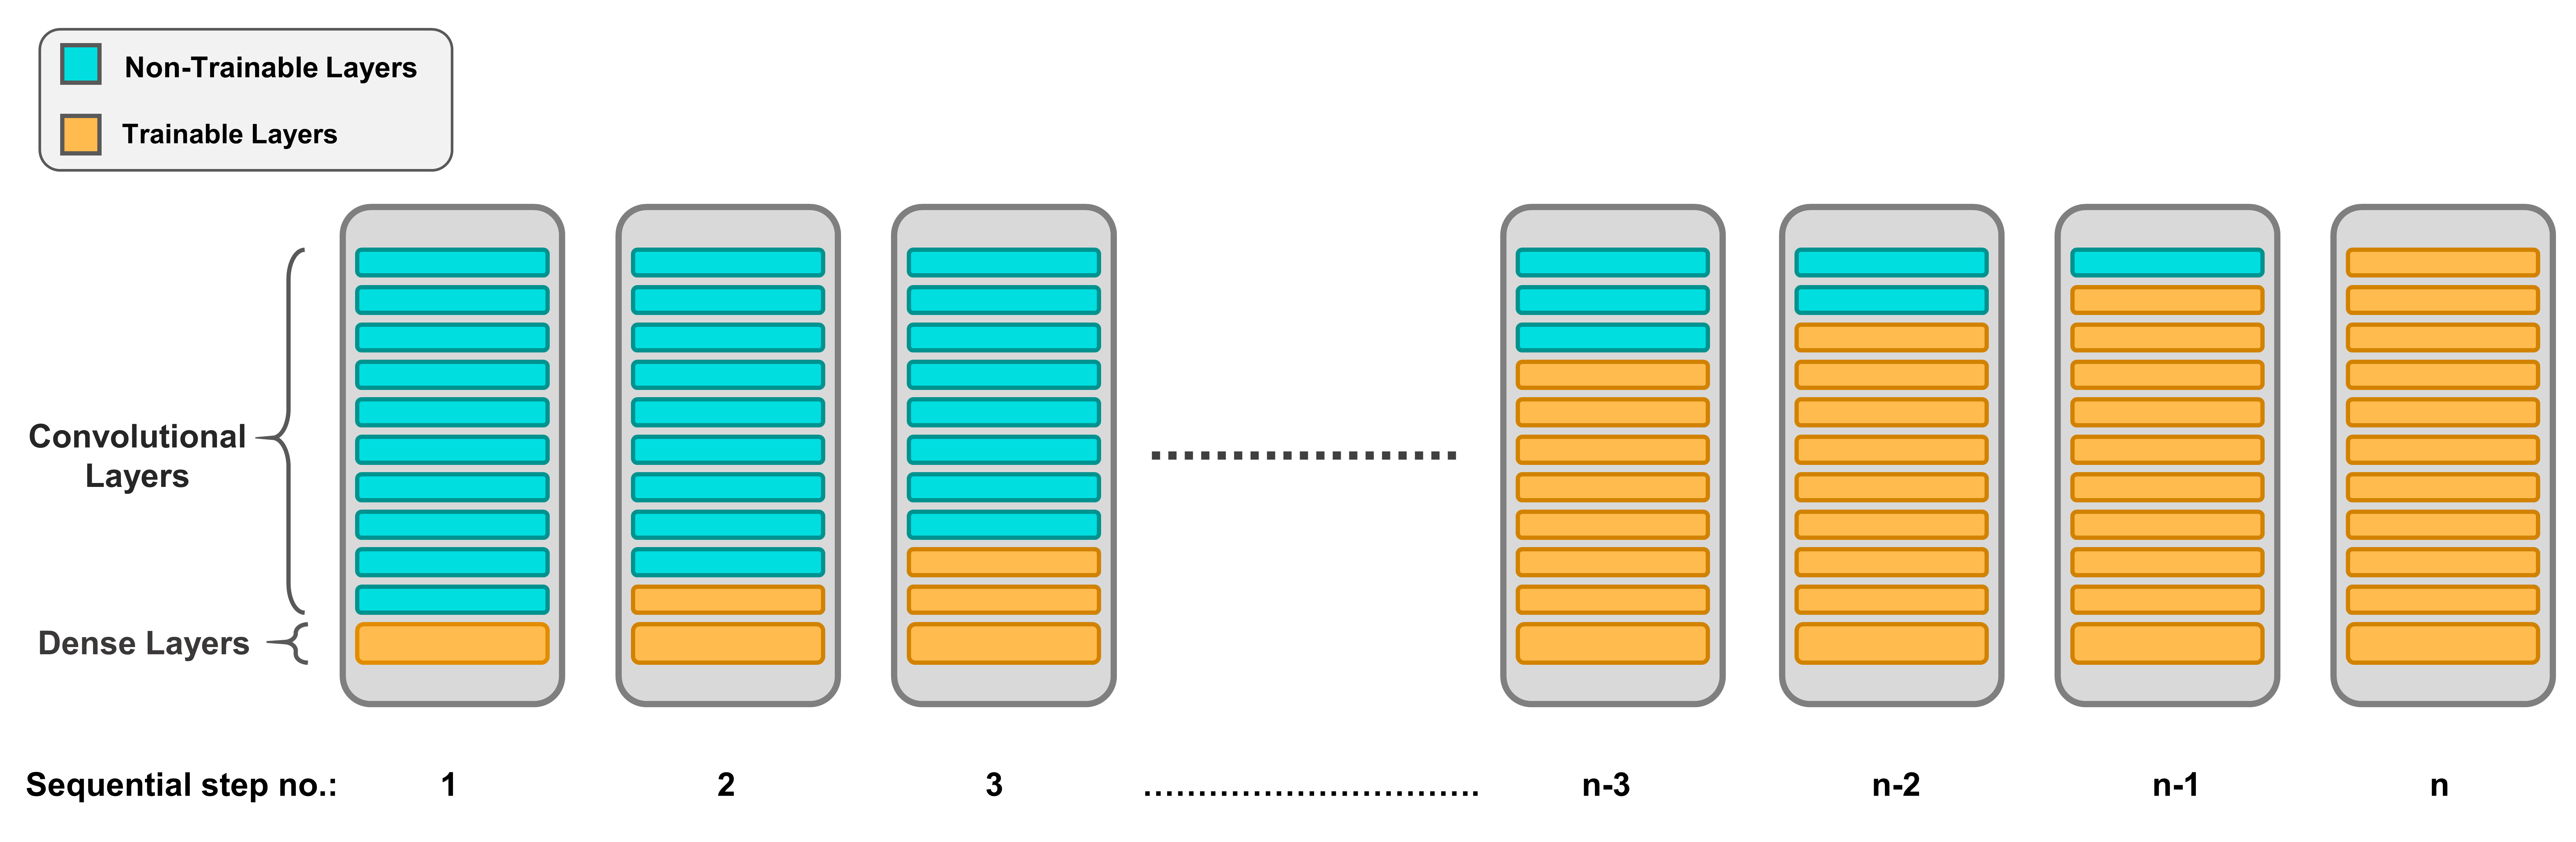 Non-Trainable Layers
Trainable Layers
Convolutional
Layers
Dense Layers
Sequential step no.: 1 2 3 ............................... n-3 n-2 n-1 n